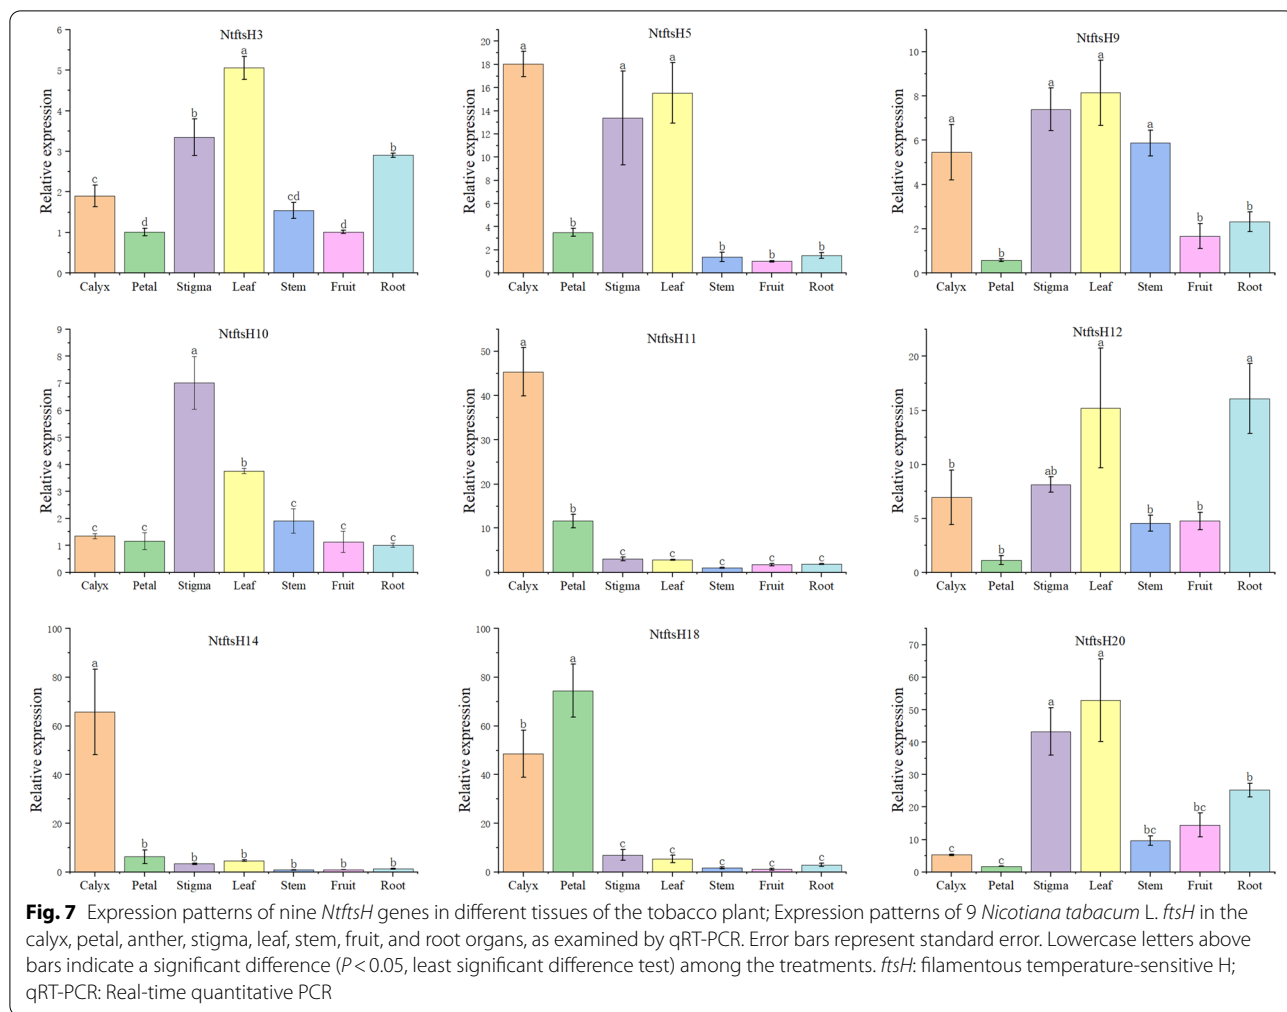 NtftsH3
Relative expression
6
5
4
3
2
1
0
c
d
b
a
cd
d
b
Calyx Petal Stigma Leaf Stem Fruit Root
NtftsH5
Relative expression
20
18
16
14
12
10
8
6
4
2
0
a
b
a
a
b
b
b
Calyx Petal Stigma Leaf Stem Fruit Root
NtftsH9
Relative expression
10
8
6
4
2
0
a
b
a
a
a
b
b
Calyx Petal Stigma Leaf Stem Fruit Root
NtftsH10
Relative expression
9
8
7
6
5
4
3
2
1
0
c
c
a
b
c
c
c
Calyx Petal Stigma Leaf Stem Fruit Root
NtftsH11
Relative expression
50
40
30
20
10
0
a
b
c
c
c
c
c
Calyx Petal Stigma Leaf Stem Fruit Root
NtftsH12
Relative expression
20
15
10
5
0
b
b
ab
a
b
b
a
Calyx Petal Stigma Leaf Stem Fruit Root
NtftsH14
Relative expression
100
80
60
40
20
0
a
b
b
b
b
b
b
Calyx Petal Stigma Leaf Stem Fruit Root
NtftsH18
Relative expression
100
80
60
40
20
0
b
a
c
c
c
c
c
Calyx Petal Stigma Leaf Stem Fruit Root
NtftsH20
Relative expression
70
60
50
40
30
20
10
0
c
c
a
a
bc
bc
b
Calyx Petal Stigma Leaf Stem Fruit Root
Fig. 7 Expression patterns of nine NtftsH genes in different tissues of the tobacco plant; Expression patterns of 9 Nicotiana tabacum L. ftsH in the
calyx, petal, anther, stigma, leaf, stem, fruit, and root organs, as examined by qRT-PCR. Error bars represent standard error. Lowercase letters above
bars indicate a significant difference (P < 0.05, least significant difference test) among the treatments. ftsH: filamentous temperature-sensitive H;
qRT-PCR: Real-time quantitative PCR